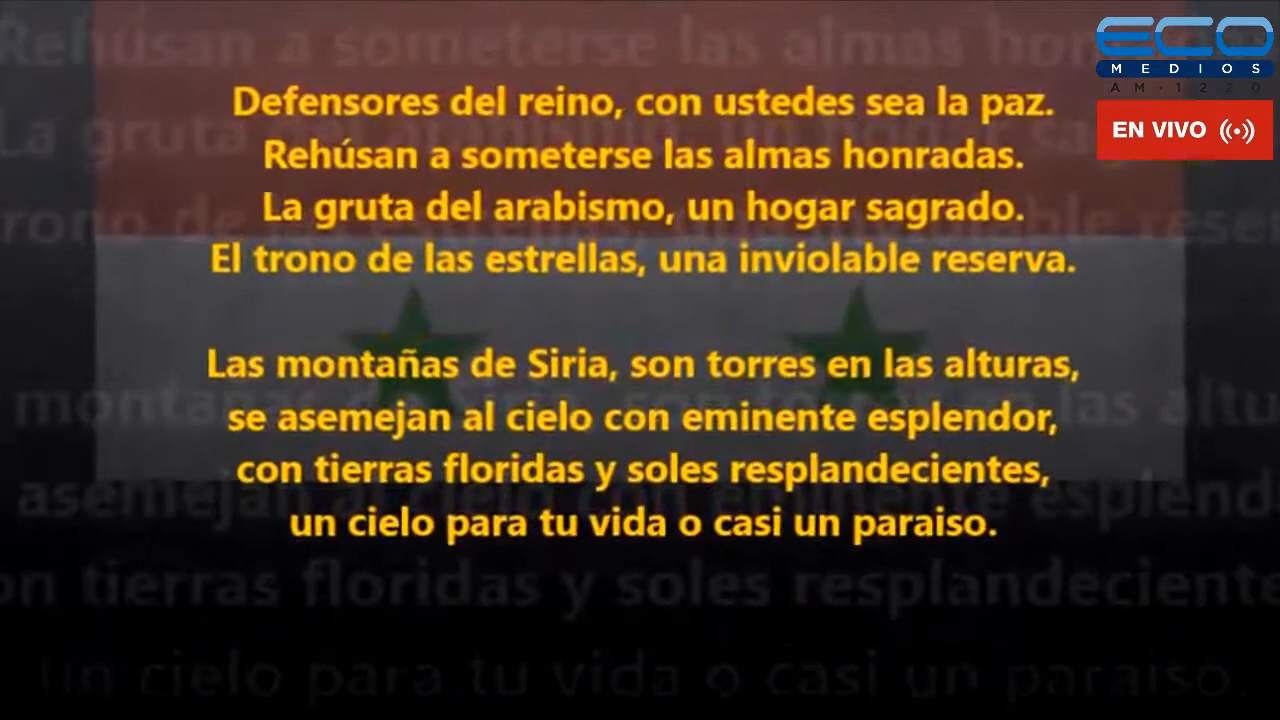 ECO
MEDIOS
AM·1220
EN VIVO
Defensores del reino, con ustedes sea la paz.
Rehúsan a someterse las almas honradas.
La gruta del arabismo, un hogar sagrado.
El trono de las estrellas, una inviolable reserva.
Las montañas de Siria, son torres en las alturas,
se asemejan al cielo con eminente esplendor,
con tierras floridas y soles resplandecientes,
un cielo para tu vida o casi un paraiso.